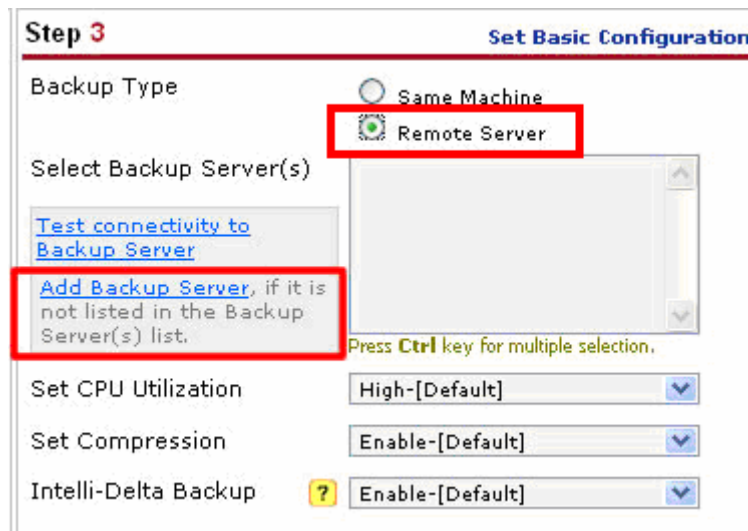 Step 3
Set Basic Configuration
Backup Type
Same Machine
Remote Server
Select Backup Server(s)
Test connectivity to
Backup Server
Add Backup Server, if it is
not listed in the Backup
Server(s) list.
Press Ctrl key for multiple selection.
Set CPU Utilization
High-[Default]
Set Compression
Enable-[Default]
Intelli-Delta Backup
?
Enable-[Default]